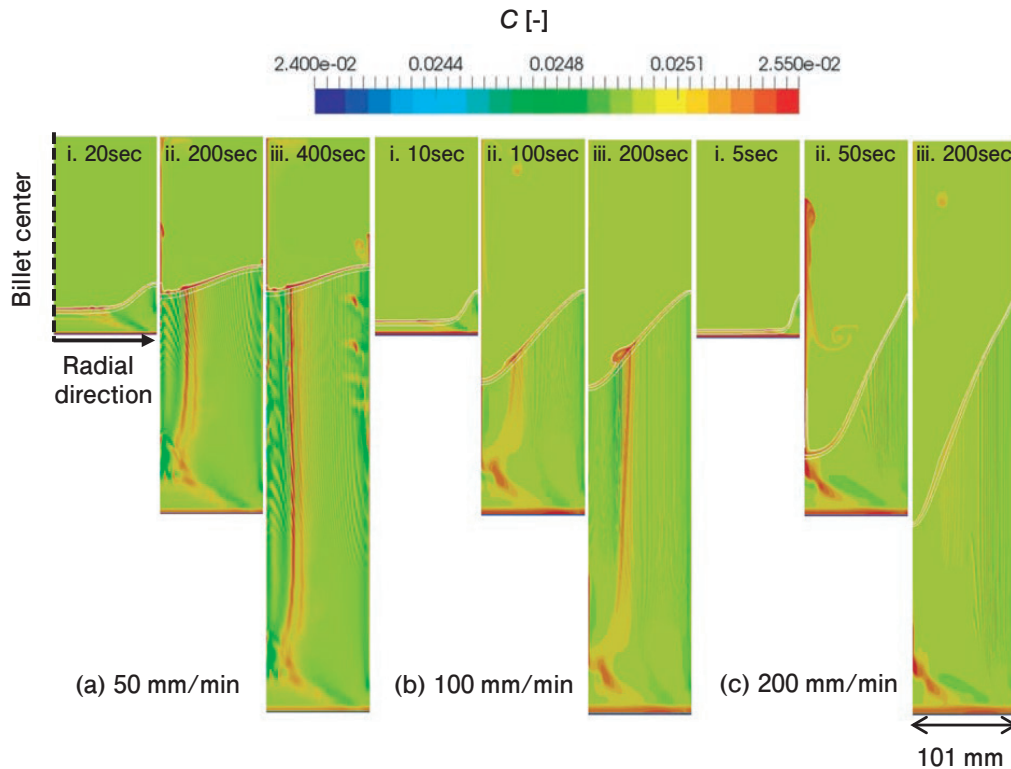 C [-]
2.400e-02 0.0244 0.0248 0.0251 2.550e-02
i. 20sec ii. 200sec iii. 400sec i. 10sec ii. 100sec iii. 200sec i. 5sec ii. 50sec iii. 200sec
Billet center
Radial
direction
(a) 50 mm/min (b) 100 mm/min (c) 200 mm/min
101 mm